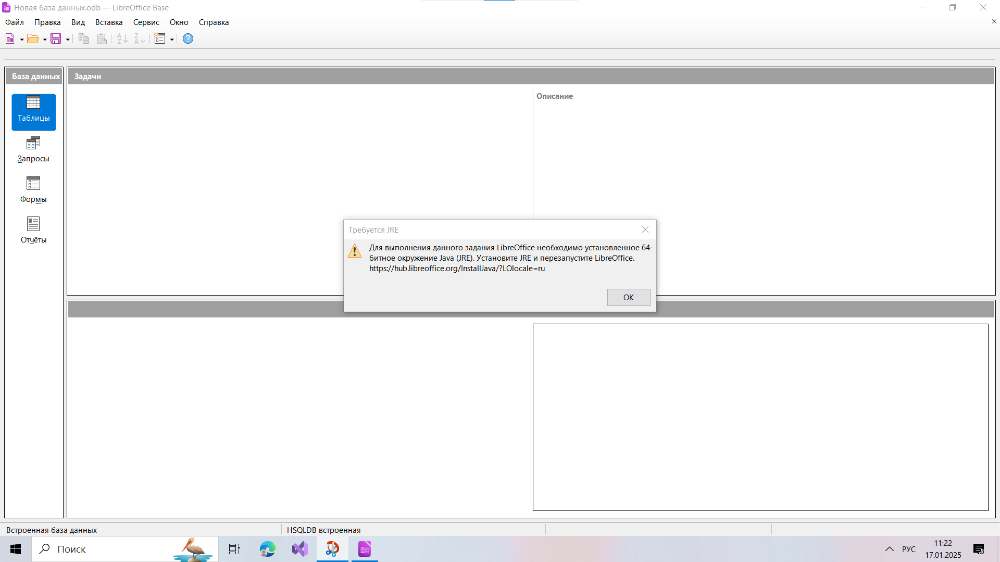 Новая база данных.odb — LibreOffice Base
Файл Правка Вид Вставка Сервис Окно Справка
База данных
Задачи
Таблицы
Запросы
Формы
Отчёты
Описание
Требуется JRE
Для выполнения данного задания LibreOffice необходимо установленное 64-
битное окружение Java (JRE). Установите JRE и перезапустите LibreOffice.
https://hub.libreoffice.org/InstallJava/?LOlocale=ru
OK
Встроенная база данных
HSQLDB встроенная
Поиск
РУС
11:22
17.01.2025